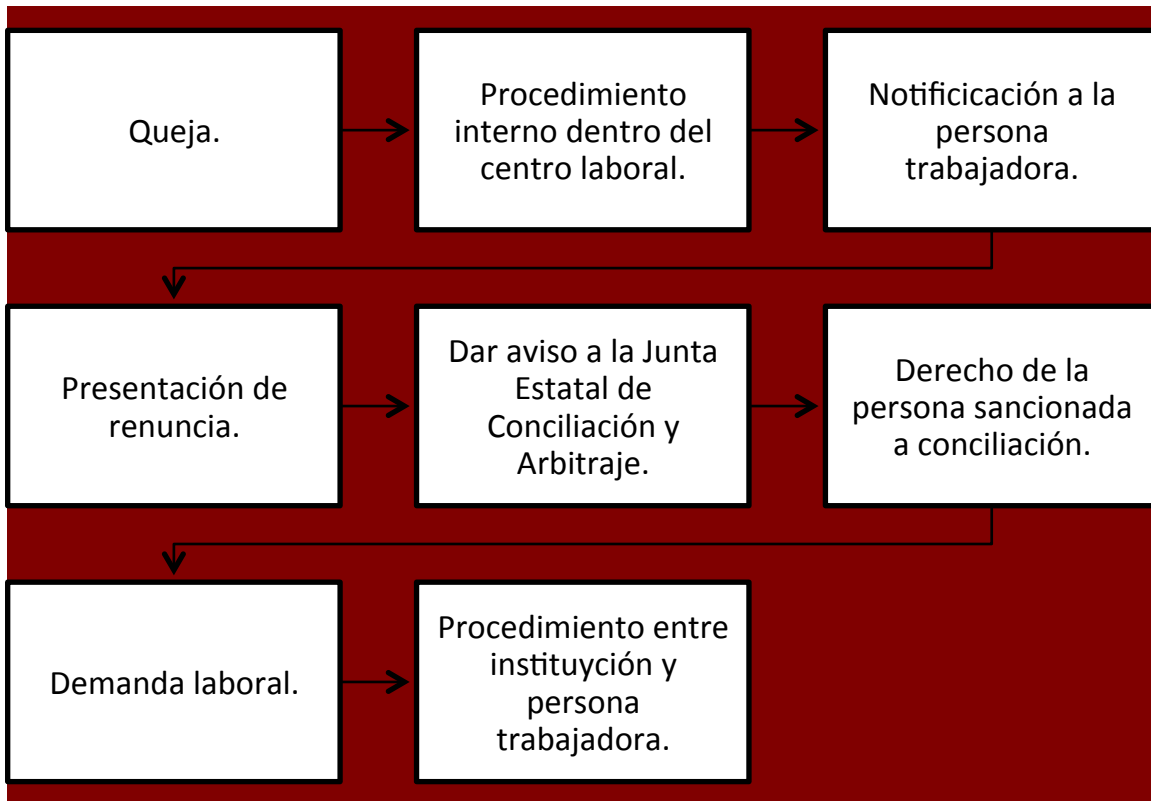 Queja.
Procedimiento
interno dentro del
centro laboral.
Notificicación a la
persona
trabajadora.
Presentación de
renuncia.
Dar aviso a la Junta
Estatal de
Conciliación y
Arbitraje.
Derecho de la
persona sancionada
a conciliación.
Demanda laboral.
Procedimiento entre
instituyción y
persona
trabajadora.